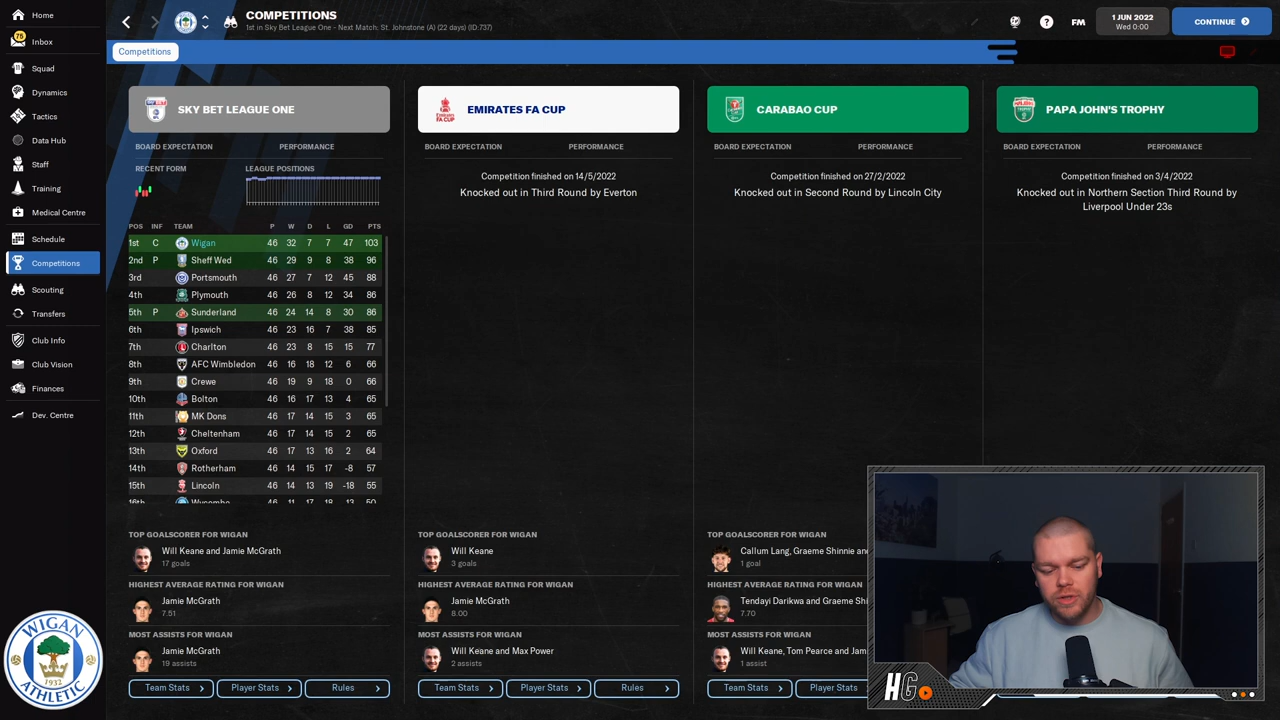 Home
75
Inbox
Squad
Dynamics
Tactics
Data Hub
Staff
Training
Medical Centre
Schedule
Competitions
Scouting
Transfers
Club Info
Club Vision
Finances
Dev. Centre
WIGAN
1932
ATHLETIC
COMPETITIONS
1st in Sky Bet League One - Next Match: St. Johnstone (A) (22 days) (ID:737)
?
FM
1 JUN 2022
Wed 0:00
CONTINUE
Competitions
SKY BET LEAGUE ONE
BOARD EXPECTATION PERFORMANCE
RECENT FORM LEAGUE POSITIONS
POS INF TEAM P W D L GD PTS
1st C Wigan 46 32 7 7 47 103
2nd P Sheff Wed 46 29 9 8 38 96
3rd Portsmouth 46 27 7 12 45 88
4th Plymouth 46 26 8 12 34 86
5th P Sunderland 46 24 14 8 30 86
6th Ipswich 46 23 16 7 38 85
7th Charlton 46 23 8 15 15 77
8th AFC Wimbledon 46 16 18 12 6 66
9th Crewe 46 19 9 18 0 66
10th Bolton 46 16 17 13 4 65
11th MK Dons 46 17 14 15 3 65
12th Cheltenham 46 17 14 15 2 65
13th Oxford 46 17 13 16 2 64
14th Rotherham 46 14 15 17 -8 57
15th Lincoln 46 14 13 19 -18 55
16th Wycombe 46 11 17 18 -13 50
TOP GOALSCORER FOR WIGAN
Will Keane and Jamie McGrath
17 goals
HIGHEST AVERAGE RATING FOR WIGAN
Jamie McGrath
7.51
MOST ASSISTS FOR WIGAN
Jamie McGrath
19 assists
Team Stats Player Stats Rules
EMIRATES FA CUP
BOARD EXPECTATION PERFORMANCE
Competition finished on 14/5/2022
Knocked out in Third Round by Everton
TOP GOALSCORER FOR WIGAN
Will Keane
3 goals
HIGHEST AVERAGE RATING FOR WIGAN
Jamie McGrath
8.00
MOST ASSISTS FOR WIGAN
Will Keane and Max Power
2 assists
Team Stats Player Stats Rules
CARABAO CUP
BOARD EXPECTATION PERFORMANCE
Competition finished on 27/2/2022
Knocked out in Second Round by Lincoln City
TOP GOALSCORER FOR WIGAN
Callum Lang, Graeme Shinnie an
1 goal
HIGHEST AVERAGE RATING FOR WIGAN
Tendayi Darikwa and Graeme Shi
7.70
MOST ASSISTS FOR WIGAN
Will Keane, Tom Pearce and Jam
1 assist
Team Stats Player Stats
PAPA JOHN'S TROPHY
BOARD EXPECTATION PERFORMANCE
Competition finished on 3/4/2022
Knocked out in Northern Section Third Round by
Liverpool Under 23s
HG